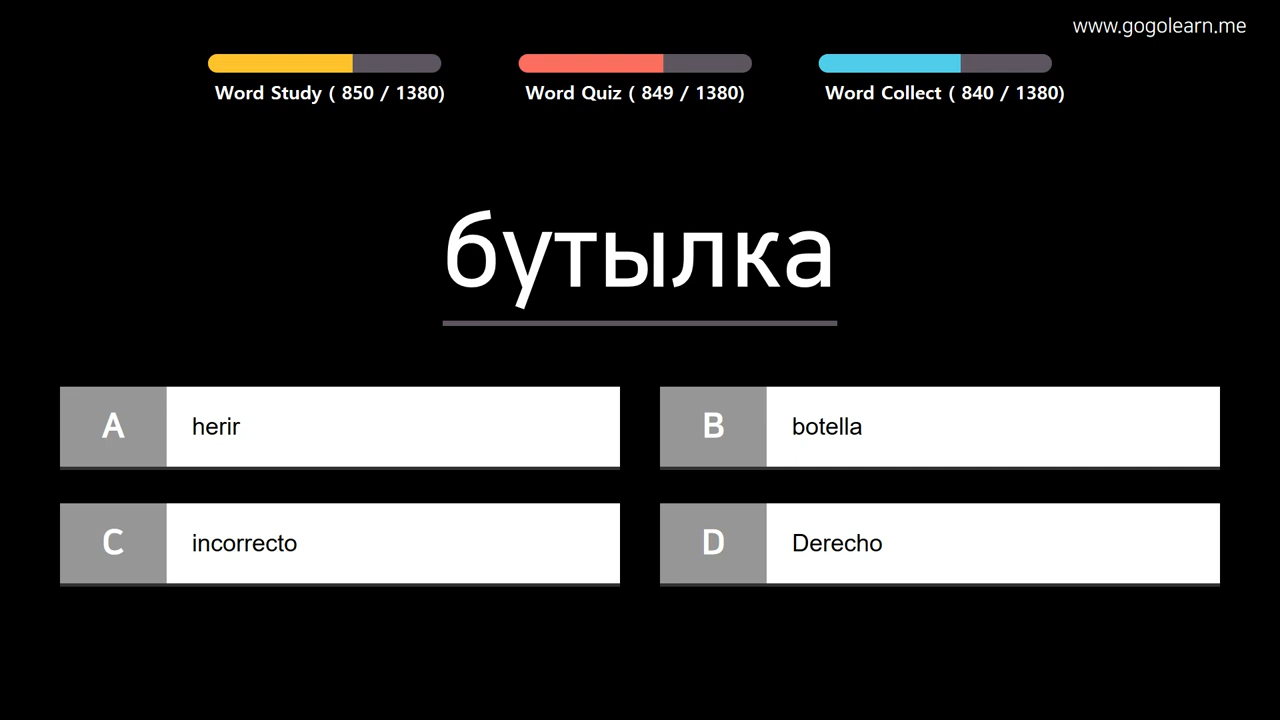 www.gogolearn.me
Word Study ( 850 / 1380)
Word Quiz ( 849 / 1380)
Word Collect ( 840 / 1380)
бутылка
A herir
B botella
C incorrecto
D Derecho